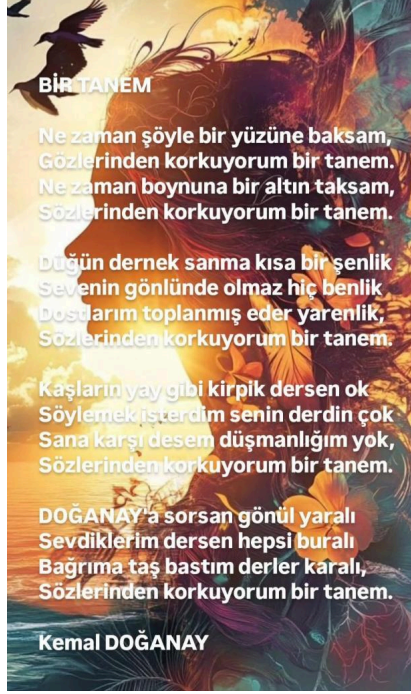 BİR TANEM
Ne zaman şöyle bir yüzüne baksam,
Gözlerinden korkuyorum bir tanem.
Ne zaman boynuna bir altın taksam,
Sözlerinden korkuyorum bir tanem.
Düğün dernek sanma kısa bir şenlik
Sevenin gönlünde olmaz hiç benlik
Dostlarım toplanmış eder yarenlik,
Sözlerinden korkuyorum bir tanem.
Kaşların yay gibi kirpik dersen ok
Söylemek isterdim senin derdin çok
Sana karşı desem düşmanlığım yok,
Sözlerinden korkuyorum bir tanem.
DOĞANAY'a sorsan gönül yaralı
Sevdiklerim dersen hepsi buralı
Bağrıma taş bastım derler karalı,
Sözlerinden korkuyorum bir tanem.
Kemal DOĞANAY